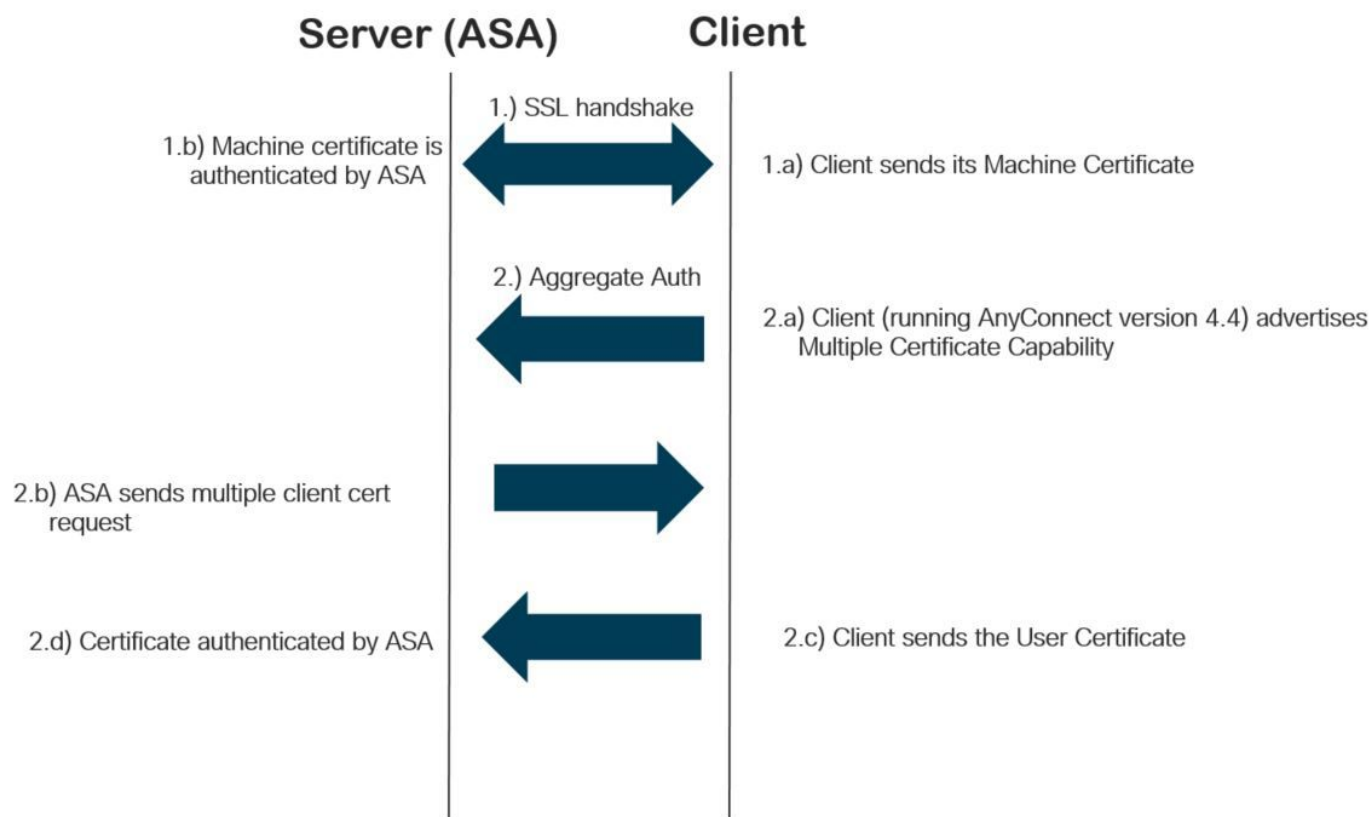 Server (ASA)
Client
1.) SSL handshake
1.b) Machine certificate is
authenticated by ASA
1.a) Client sends its Machine Certificate
2.) Aggregate Auth
2.a) Client (running AnyConnect version 4.4) advertises
Multiple Certificate Capability
2.b) ASA sends multiple client cert
request
2.d) Certificate authenticated by ASA
2.c) Client sends the User Certificate